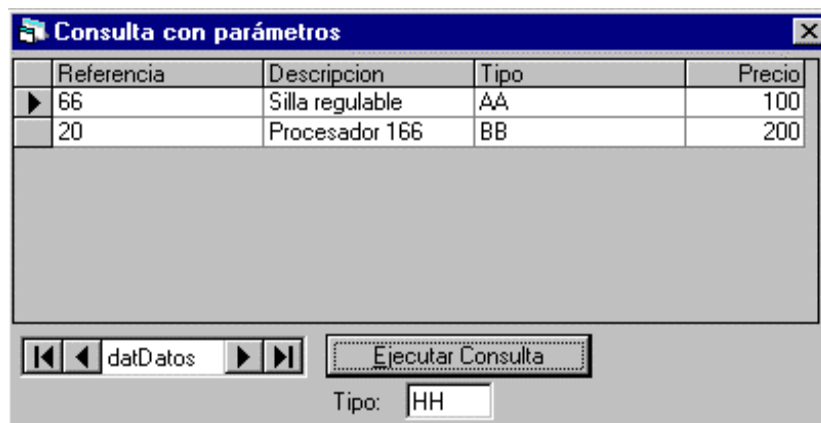 Consulta con parámetros
Referencia Descripcion Tipo Precio
66 Silla regulable AA 100
20 Procesador 166 BB 200
datDatos Ejecutar Consulta
Tipo: HH